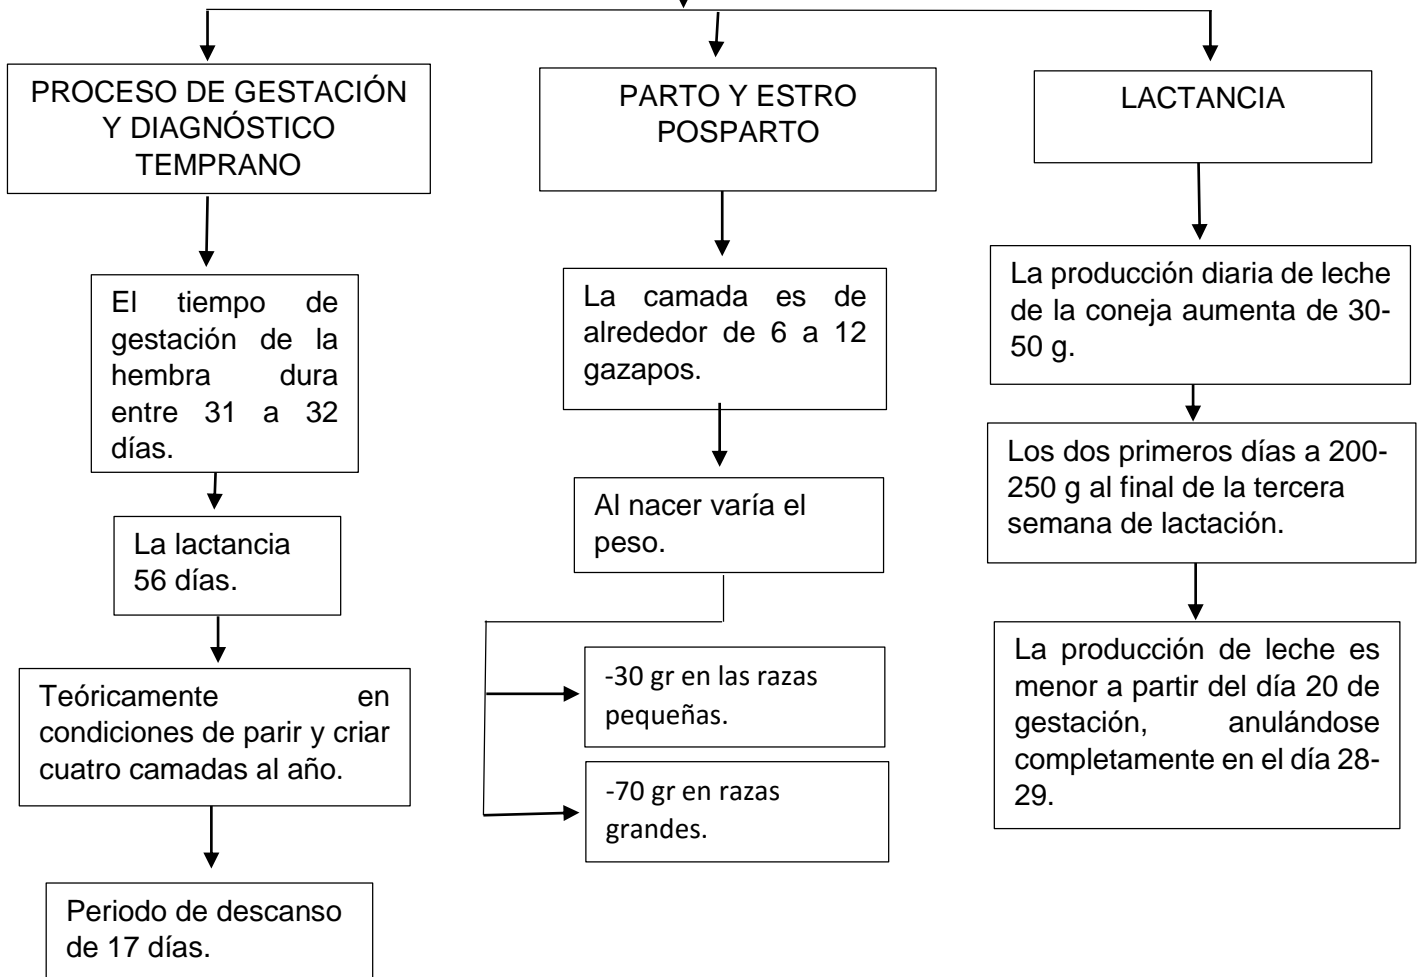 PROCESO DE GESTACIÓN
Y DIAGNÓSTICO
TEMPRANO
El tiempo de
gestación de la
hembra dura
entre 31 a 32
días.
La lactancia
56 días.
Teóricamente en
condiciones de parir y criar
cuatro camadas al año.
Periodo de descanso
de 17 días.
PARTO Y ESTRO
POSPARTO
La camada es de
alrededor de 6 a 12
gazapos.
Al nacer varía el
peso.
-30 gr en las razas
pequeñas.
-70 gr en razas
grandes.
LACTANCIA
La producción diaria de leche
de la coneja aumenta de 30-
50 g.
Los dos primeros días a 200-
250 g al final de la tercera
semana de lactación.
La producción de leche es
menor a partir del día 20 de
gestación, anulándose
completamente en el día 28-
29.